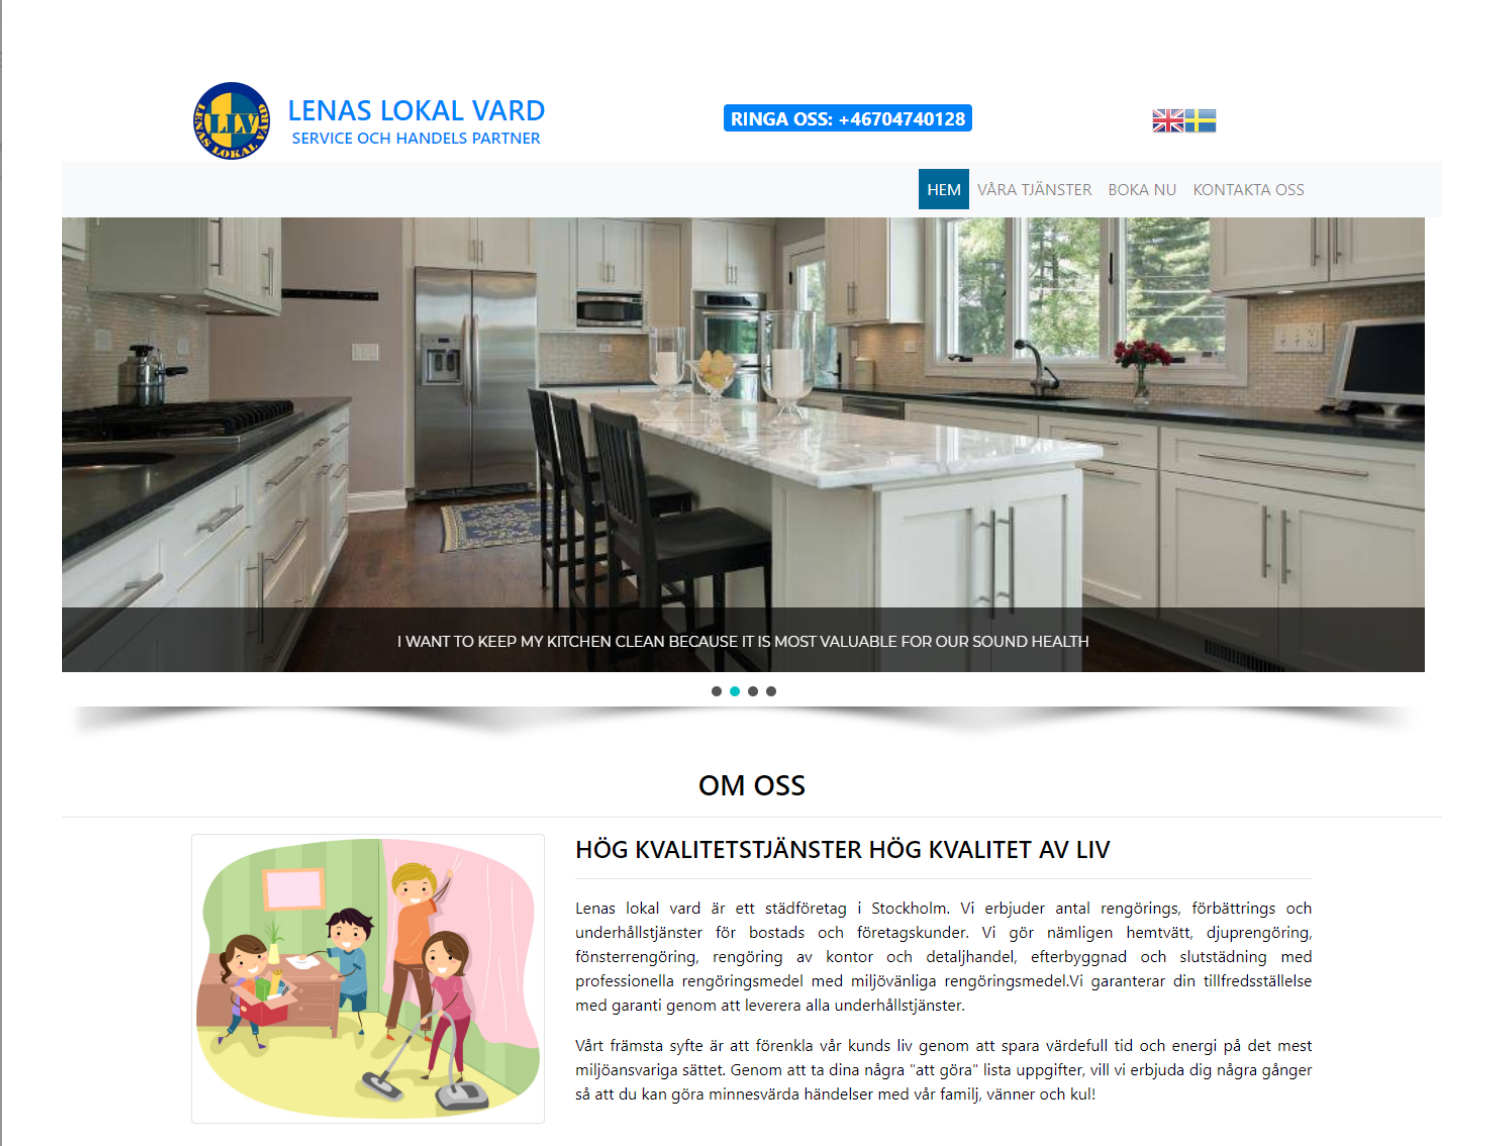 LLV
LENAS LOKAL VARD
LENAS LOKAL VARD
SERVICE OCH HANDELS PARTNER
RINGA OSS: +46704740128
HEM VÅRA TJÄNSTER BOKA NU KONTAKTA OSS
I WANT TO KEEP MY KITCHEN CLEAN BECAUSE IT IS MOST VALUABLE FOR OUR SOUND HEALTH
OM OSS
HÖG KVALITETSTJÄNSTER HÖG KVALITET AV LIV
Lenas lokal vard är ett städföretag i Stockholm. Vi erbjuder antal rengörings, förbättrings och
underhållstjänster för bostads och företagskunder. Vi gör nämligen hemtvätt, djuprengöring,
fönsterrengöring, rengöring av kontor och detaljhandel, efterbyggnad och slutstädning med
professionella rengöringsmedel med miljövänliga rengöringsmedel.Vi garanterar din tillfredsställelse
med garanti genom att leverera alla underhållstjänster.
Vårt främsta syfte är att förenkla vår kunds liv genom att spara värdefull tid och energi på det mest
miljöansvariga sättet. Genom att ta dina några "att göra" lista uppgifter, vill vi erbjuda dig några gånger
så att du kan göra minnesvärda händelser med vår familj, vänner och kul!